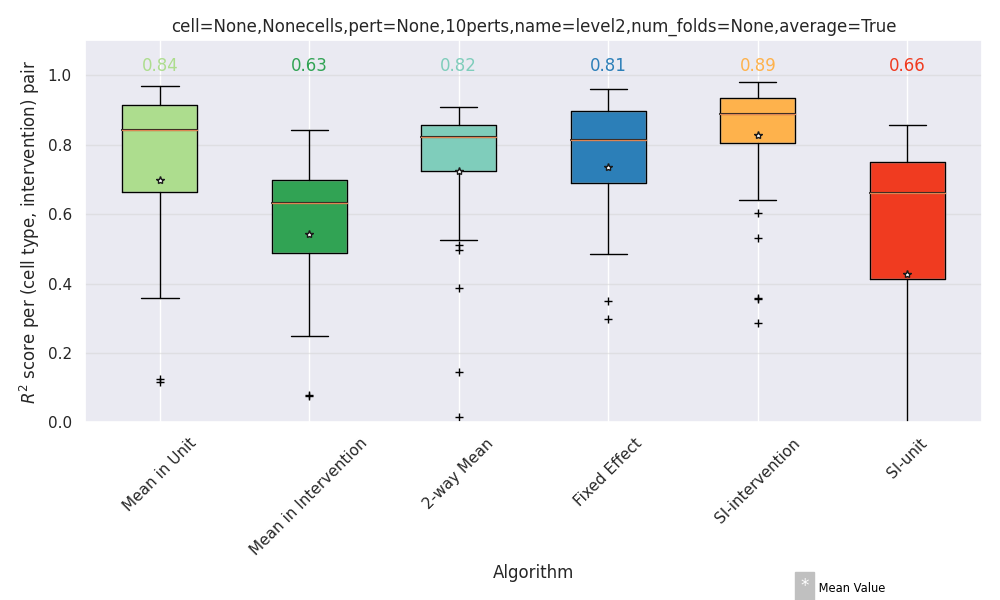 cell=None,Nonecells,pert=None,10perts,name=level2,num_folds=None,average=True
R² score per (cell type, intervention) pair
1.0
0.8
0.6
0.4
0.2
0.0
0.84 0.63 0.82 0.81 0.89 0.66
Mean in Unit
Mean in Intervention
2-way Mean
Fixed Effect
SI-intervention
SI-unit
Algorithm
* Mean Value